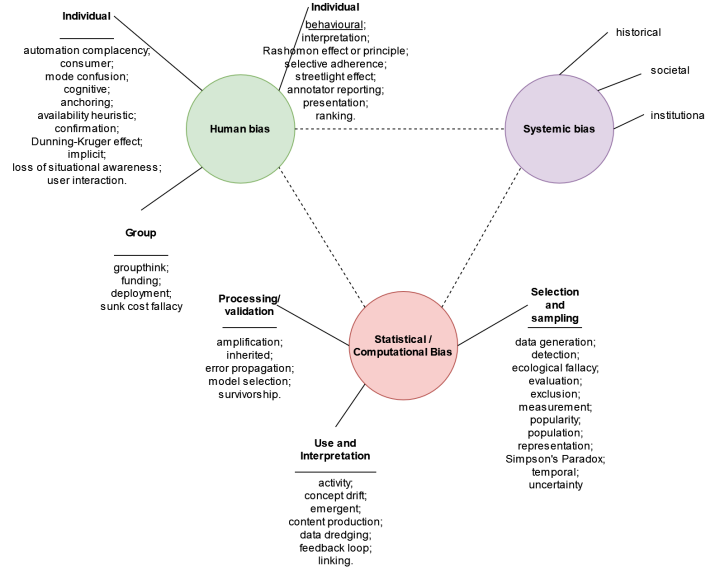 Individual
automation complacency;
consumer;
mode confusion;
cognitive;
anchoring;
availability heuristic;
confirmation;
Dunning-Kruger effect;
implicit;
loss of situational awareness;
user interaction.
Individual
behavioural;
interpretation;
Rashomon effect or principle;
selective adherence;
streetlight effect;
annotator reporting;
presentation;
ranking.
Human bias
Group
groupthink;
funding;
deployment;
sunk cost fallacy
Systemic bias
historical
societal
institutiona
Statistical /
Computational Bias
Processing/
validation
amplification;
inherited;
error propagation;
model selection;
survivorship.
Use and
Interpretation
activity;
concept drift;
emergent;
content production;
data dredging;
feedback loop;
linking.
Selection
and
sampling
data generation;
detection;
ecological fallacy;
evaluation;
exclusion;
measurement;
popularity;
population;
representation;
Simpson's Paradox;
temporal;
uncertainty